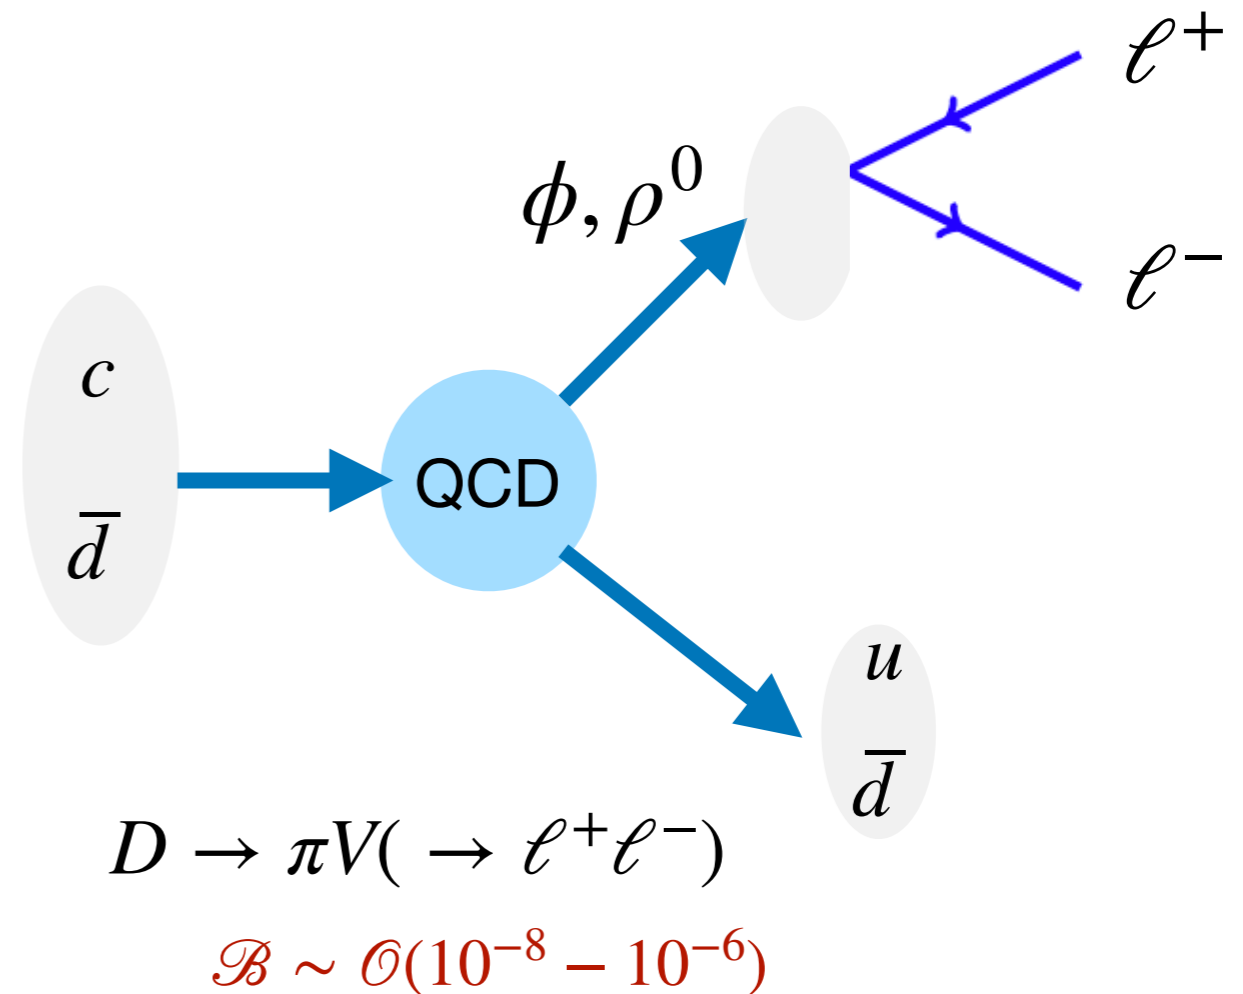 ℓ⁺
ϕ, ρ⁰
ℓ⁻
c
d̅
QCD
u
d̅
D → πV( → ℓ⁺ℓ⁻)
ℬ ∼ 𝒪(10⁻⁸ − 10⁻⁶)